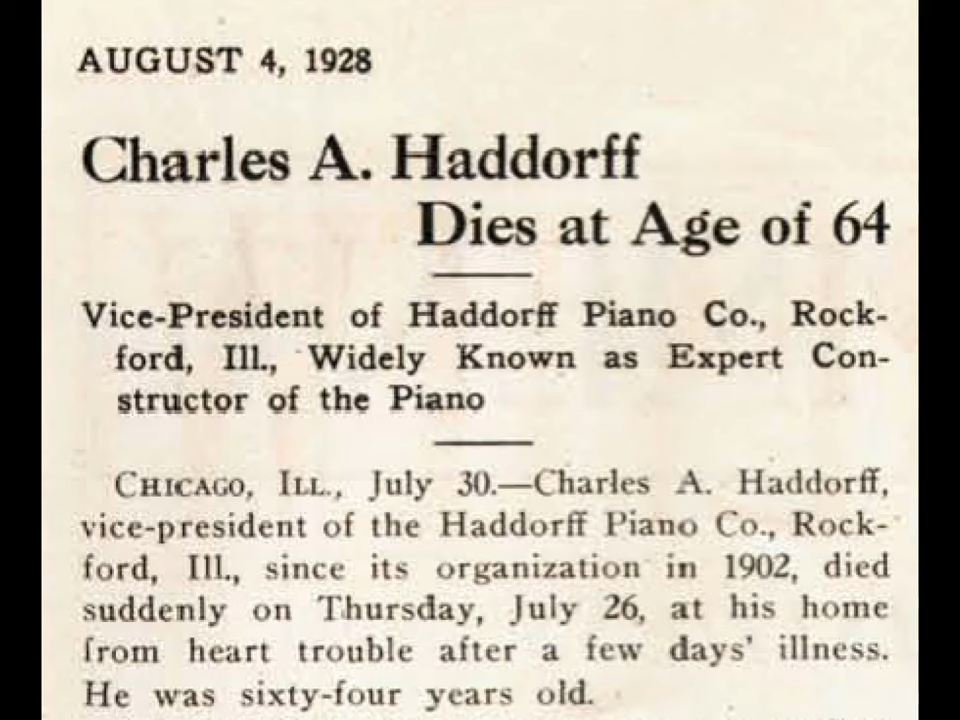 AUGUST 4, 1928
Charles A. Haddorff
Dies at Age of 64
Vice-President of Haddorff Piano Co., Rock-
ford, Ill., Widely Known as Expert Con-
structor of the Piano
CHICAGO, ILL., July 30.—Charles A. Haddorff,
vice-president of the Haddorff Piano Co., Rock-
ford, Ill., since its organization in 1902, died
suddenly on Thursday, July 26, at his home
from heart trouble after a few days' illness.
He was sixty-four years old.